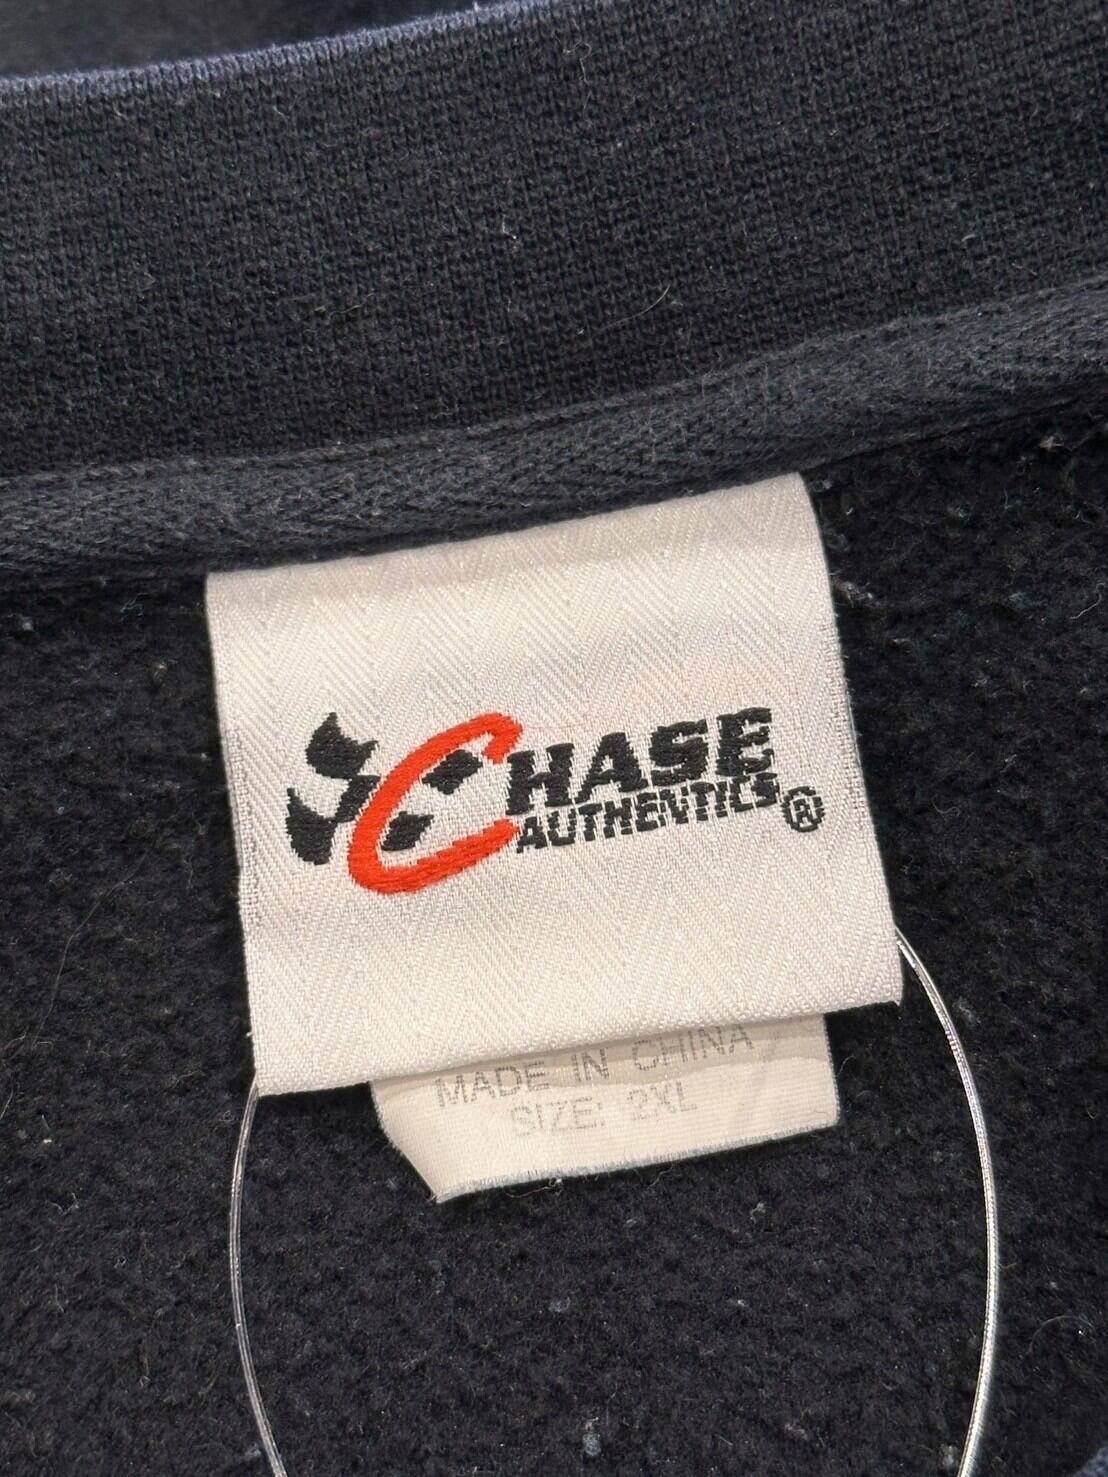 CHASE
AUTHENTICS®
MADE IN CHINA
SIZE: 2XL